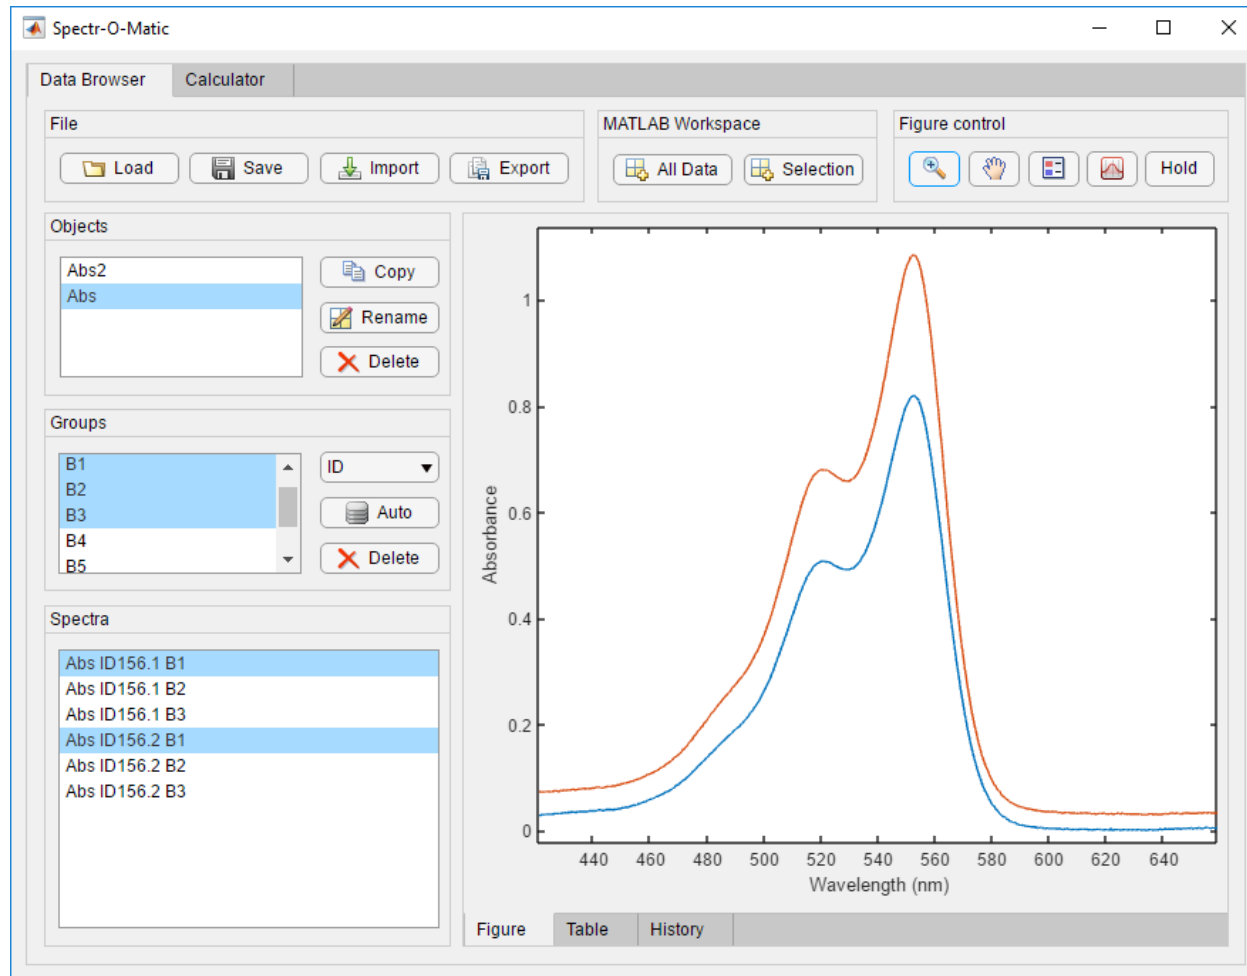 Spectr-O-Matic
Data Browser Calculator
File
Load Save Import Export
MATLAB Workspace
All Data Selection
Figure control
Hold
Objects
Abs2
Abs
Copy
Rename
Delete
Groups
B1
B2
B3
B4
B5
ID
Auto
Delete
Spectra
Abs ID156.1 B1
Abs ID156.1 B2
Abs ID156.1 B3
Abs ID156.2 B1
Abs ID156.2 B2
Abs ID156.2 B3
Absorbance
1
0.8
0.6
0.4
0.2
0
440 460 480 500 520 540 560 580 600 620 640
Wavelength (nm)
Figure Table History